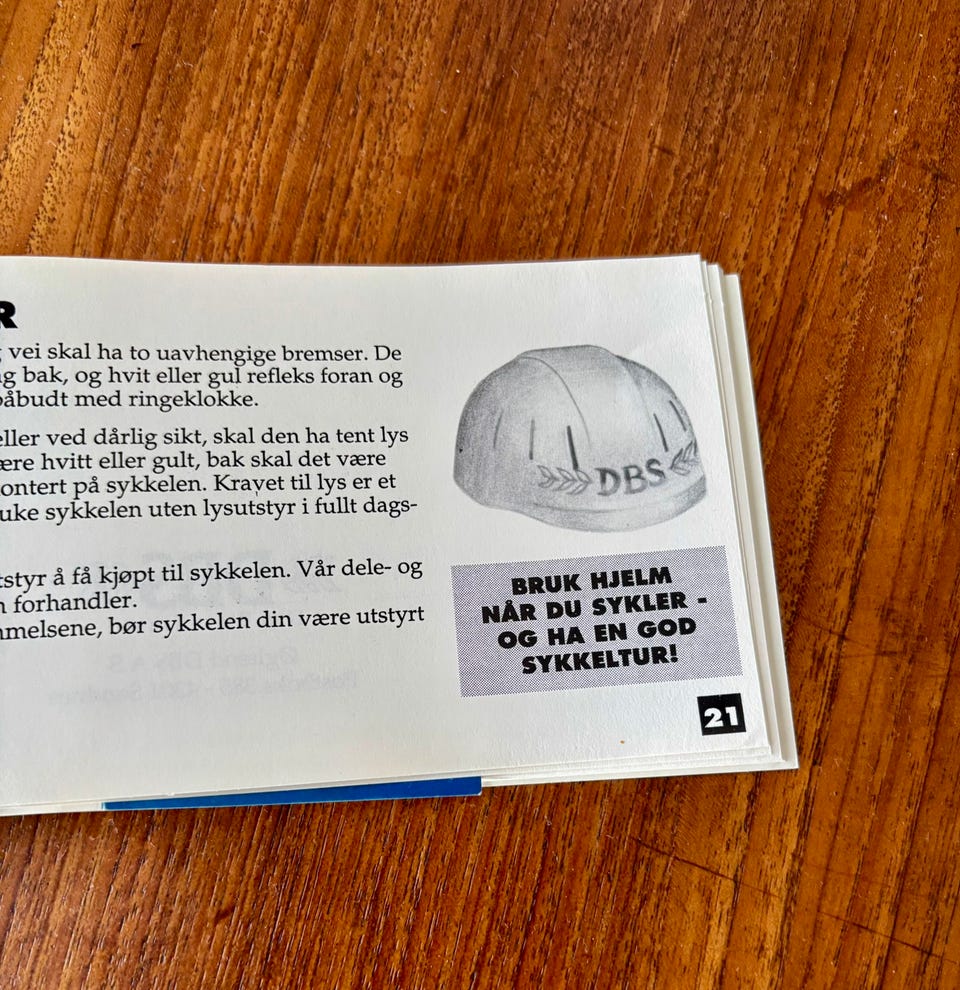 R
vei skal ha to uavhengige bremser. De
bak, og hvit eller gul refleks foran og
påbudt med ringeklokke.
eller ved dårlig sikt, skal den ha tent lys
være hvitt eller gult, bak skal det være
montert på sykkelen. Kravet til lys er et
uke sykkelen uten lysutstyr i fullt dags-
tstyr å få kjøpt til sykkelen. Vår dele- og
forhandler.
mmelsene, bør sykkelen din være utstyrt
DBS
BRUK HJELM
NÅR DU SYKLER -
OG HA EN GOD
SYKKELTUR!
21